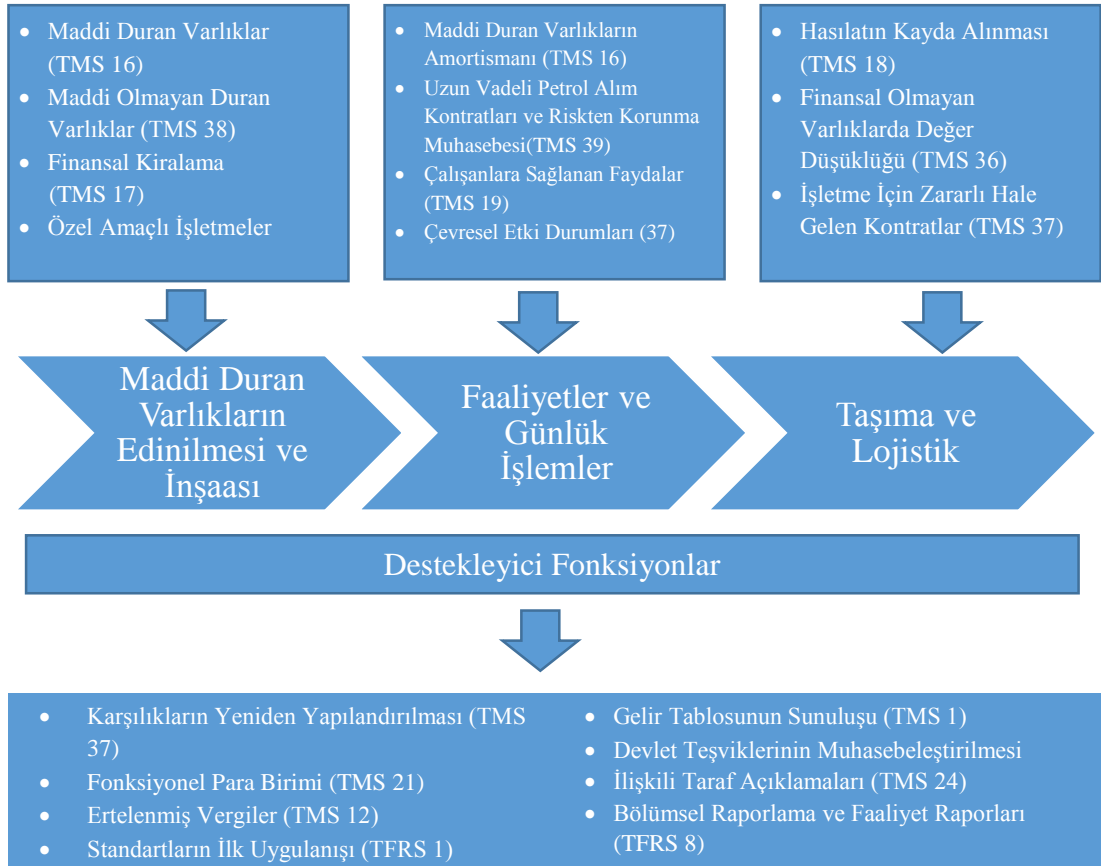 • Maddi Duran Varlıklar
(TMS 16)
• Maddi Olmayan Duran
Varlıklar (TMS 38)
• Finansal Kiralama
(TMS 17)
• Özel Amaçlı İşletmeler
• Maddi Duran Varlıkların
Amortismanı (TMS 16)
• Uzun Vadeli Petrol Alım
Kontratları ve Riskten Korunma
Muhasebesi(TMS 39)
• Çalışanlara Sağlanan Faydalar
(TMS 19)
• Çevresel Etki Durumları (37)
• Hasılatın Kayda Alınması
(TMS 18)
• Finansal Olmayan
Varlıklarda Değer
Düşüklüğü (TMS 36)
• İşletme İçin Zararlı Hale
Gelen Kontratlar (TMS 37)
Maddi Duran
Varlıkların
Edinilmesi ve
İnşaası
Faaliyetler ve
Günlük
İşlemler
Taşıma ve
Lojistik
Destekleyici Fonksiyonlar
• Karşılıkların Yeniden Yapılandırılması (TMS
37)
• Fonksiyonel Para Birimi (TMS 21)
• Ertelenmiş Vergiler (TMS 12)
• Standartların İlk Uygulanışı (TFRS 1)
• Gelir Tablosunun Sunuluşu (TMS 1)
• Devlet Teşviklerinin Muhasebeleştirilmesi
• İlişkili Taraf Açıklamaları (TMS 24)
• Bölümsel Raporlama ve Faaliyet Raporları
(TFRS 8)